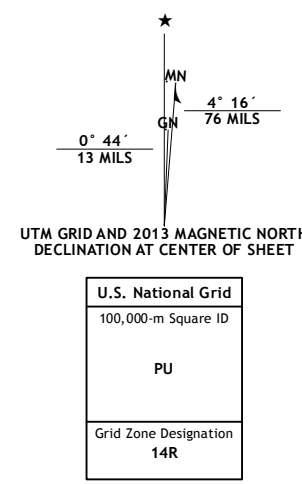 ★
MN
GN
4° 16´
76 MILS
0° 44´
13 MILS
UTM GRID AND 2013 MAGNETIC NORTH
DECLINATION AT CENTER OF SHEET
U.S. National Grid
100,000-m Square ID
PU
Grid Zone Designation
14R